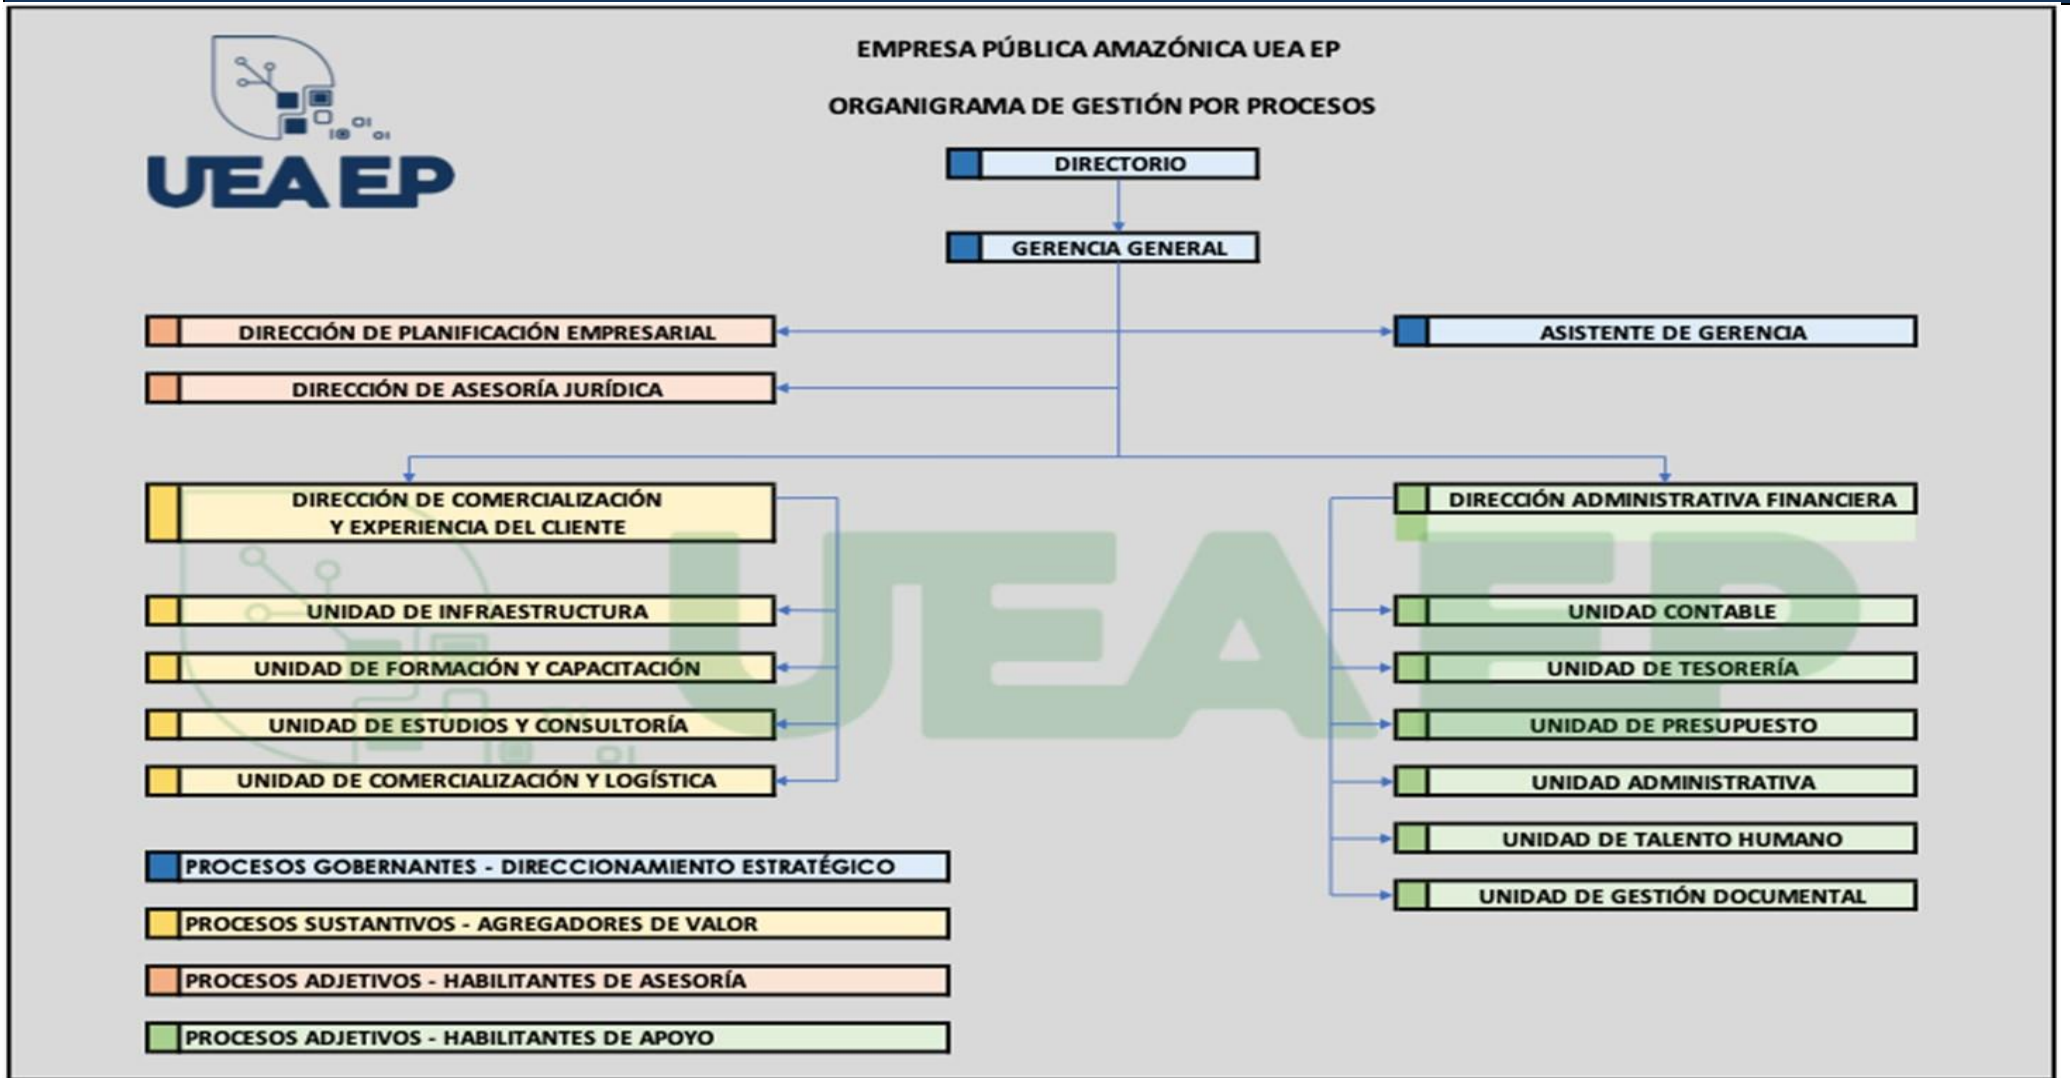 EMPRESA PÚBLICA AMAZÓNICA UEA EP
ORGANIGRAMA DE GESTIÓN POR PROCESOS
UEA EP
DIRECTORIO
GERENCIA GENERAL
DIRECCIÓN DE PLANIFICACIÓN EMPRESARIAL
ASISTENTE DE GERENCIA
DIRECCIÓN DE ASESORÍA JURÍDICA
DIRECCIÓN DE COMERCIALIZACIÓN
Y EXPERIENCIA DEL CLIENTE
UNIDAD DE INFRAESTRUCTURA
UNIDAD DE FORMACIÓN Y CAPACITACIÓN
UNIDAD DE ESTUDIOS Y CONSULTORÍA
UNIDAD DE COMERCIALIZACIÓN Y LOGÍSTICA
DIRECCIÓN ADMINISTRATIVA FINANCIERA
UNIDAD CONTABLE
UNIDAD DE TESORERÍA
UNIDAD DE PRESUPUESTO
UNIDAD ADMINISTRATIVA
UNIDAD DE TALENTO HUMANO
UNIDAD DE GESTIÓN DOCUMENTAL
UEA EP
PROCESOS GOBERNANTES - DIRECCIONAMIENTO ESTRATÉGICO
PROCESOS SUSTANTIVOS - AGREGADORES DE VALOR
PROCESOS ADJETIVOS - HABILITANTES DE ASESORÍA
PROCESOS ADJETIVOS - HABILITANTES DE APOYO